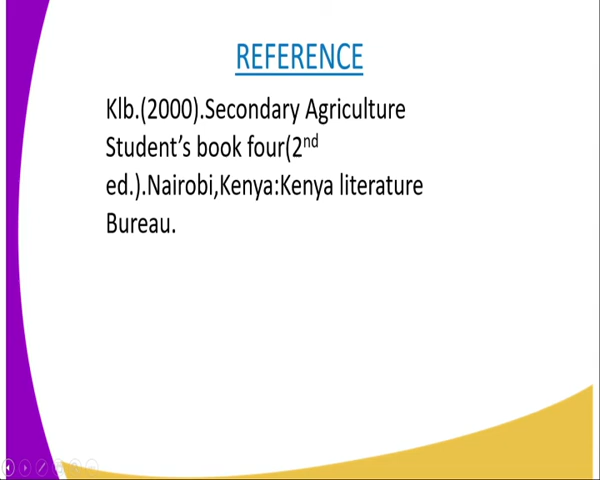 REFERENCE
Klb.(2000).Secondary Agriculture
Student’s book four(2nd
ed.).Nairobi,Kenya:Kenya literature
Bureau.